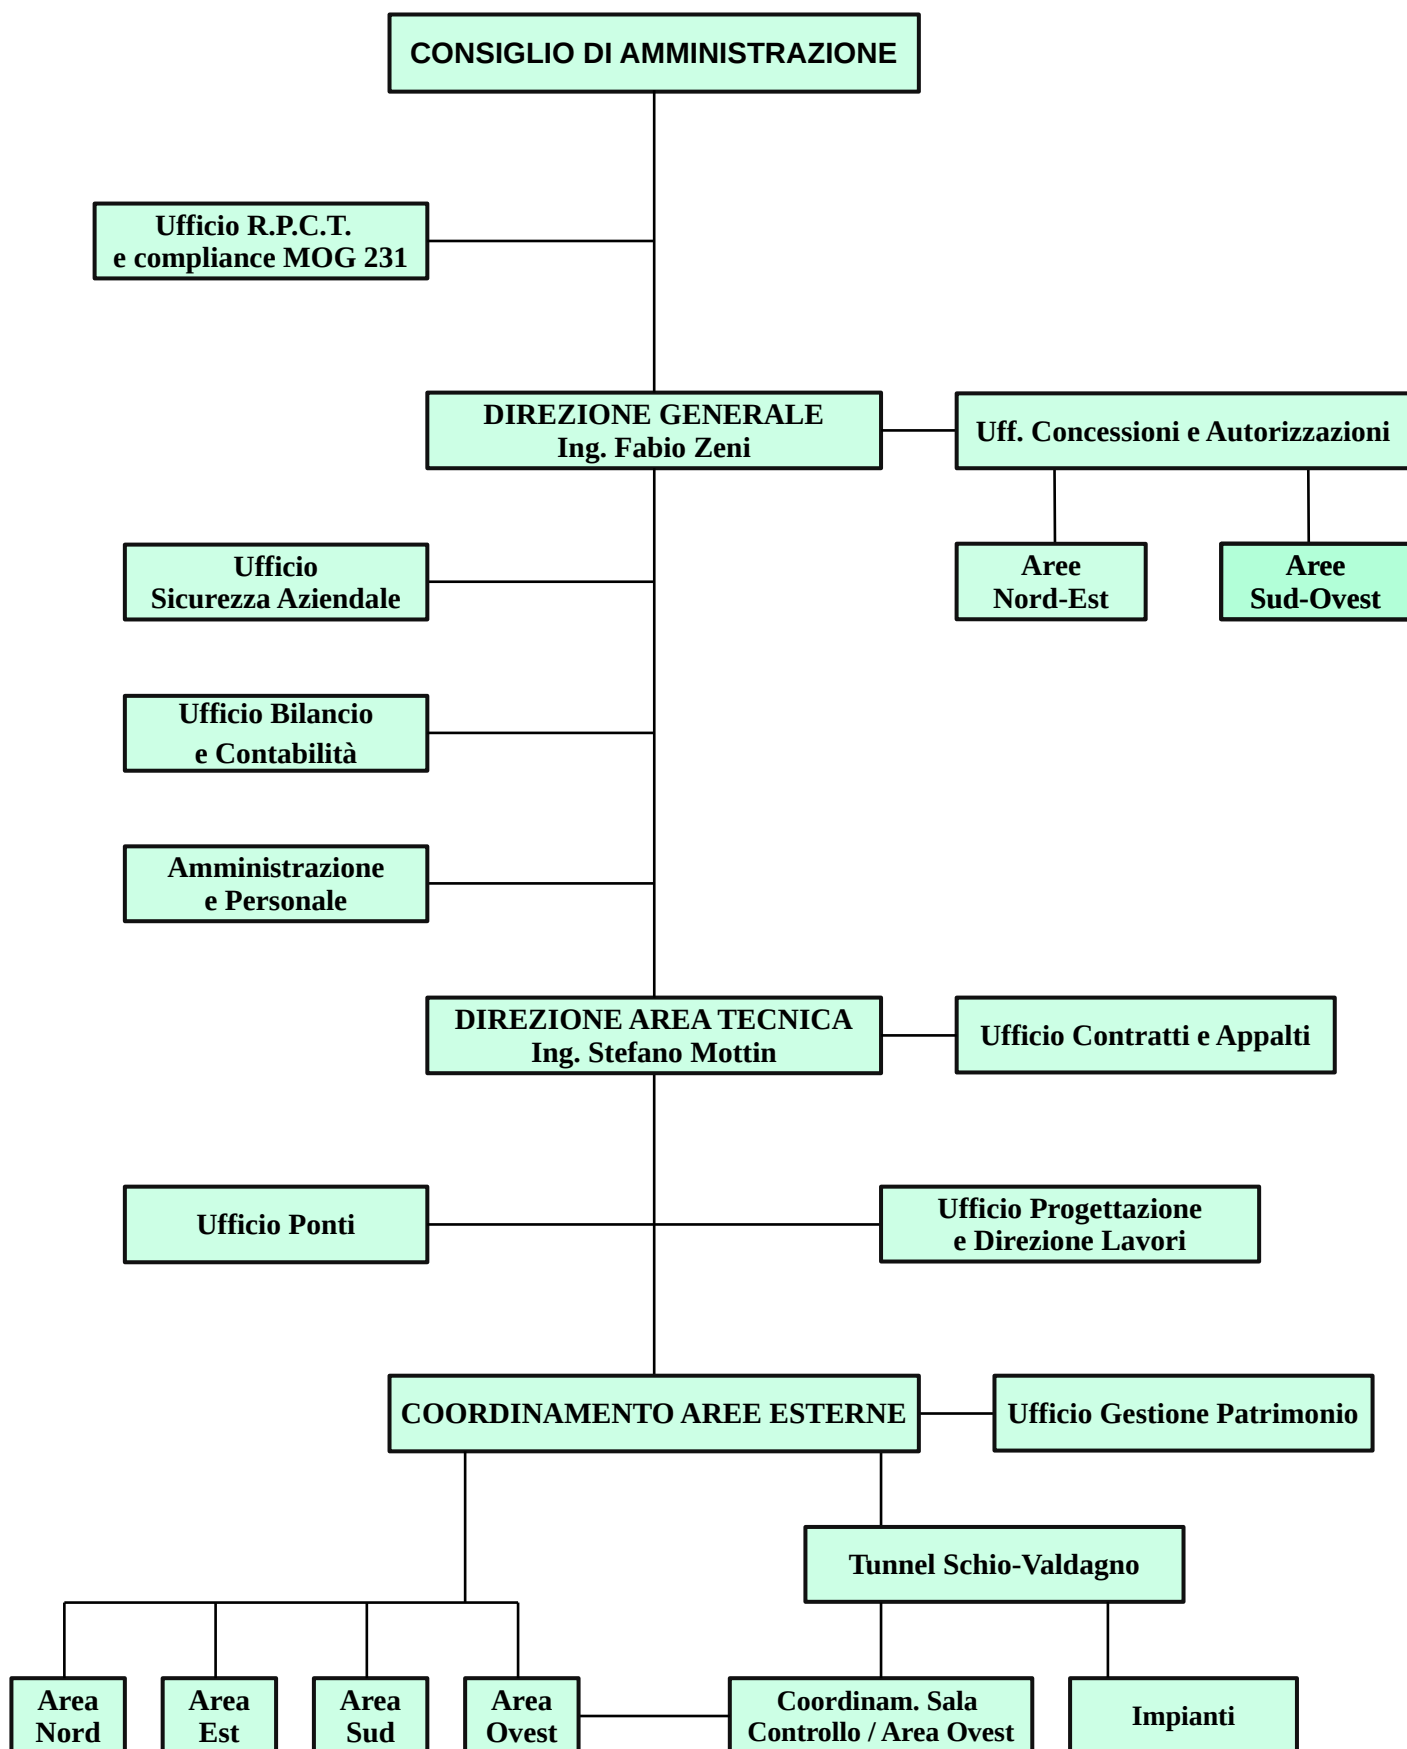 CONSIGLIO DI AMMINISTRAZIONE
Ufficio R.P.C.T.
e compliance MOG 231
DIREZIONE GENERALE
Ing. Fabio Zeni
Uff. Concessioni e Autorizzazioni
Ufficio
Sicurezza Aziendale
Aree
Nord-Est
Aree
Sud-Ovest
Ufficio Bilancio
e Contabilità
Amministrazione
e Personale
DIREZIONE AREA TECNICA
Ing. Stefano Mottin
Ufficio Contratti e Appalti
Ufficio Ponti
Ufficio Progettazione
e Direzione Lavori
COORDINAMENTO AREE ESTERNE
Ufficio Gestione Patrimonio
Tunnel Schio-Valdagno
Area
Nord
Area
Est
Area
Sud
Area
Ovest
Coordinam. Sala
Controllo / Area Ovest
Impianti